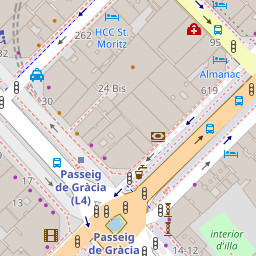 262
HCC St.
Moritz
95
Almanac
30
24 Bis
619
17
Passeig
de Gràcia
(L4)
Passeig
de Gràcia
interior
d'illa
14-12